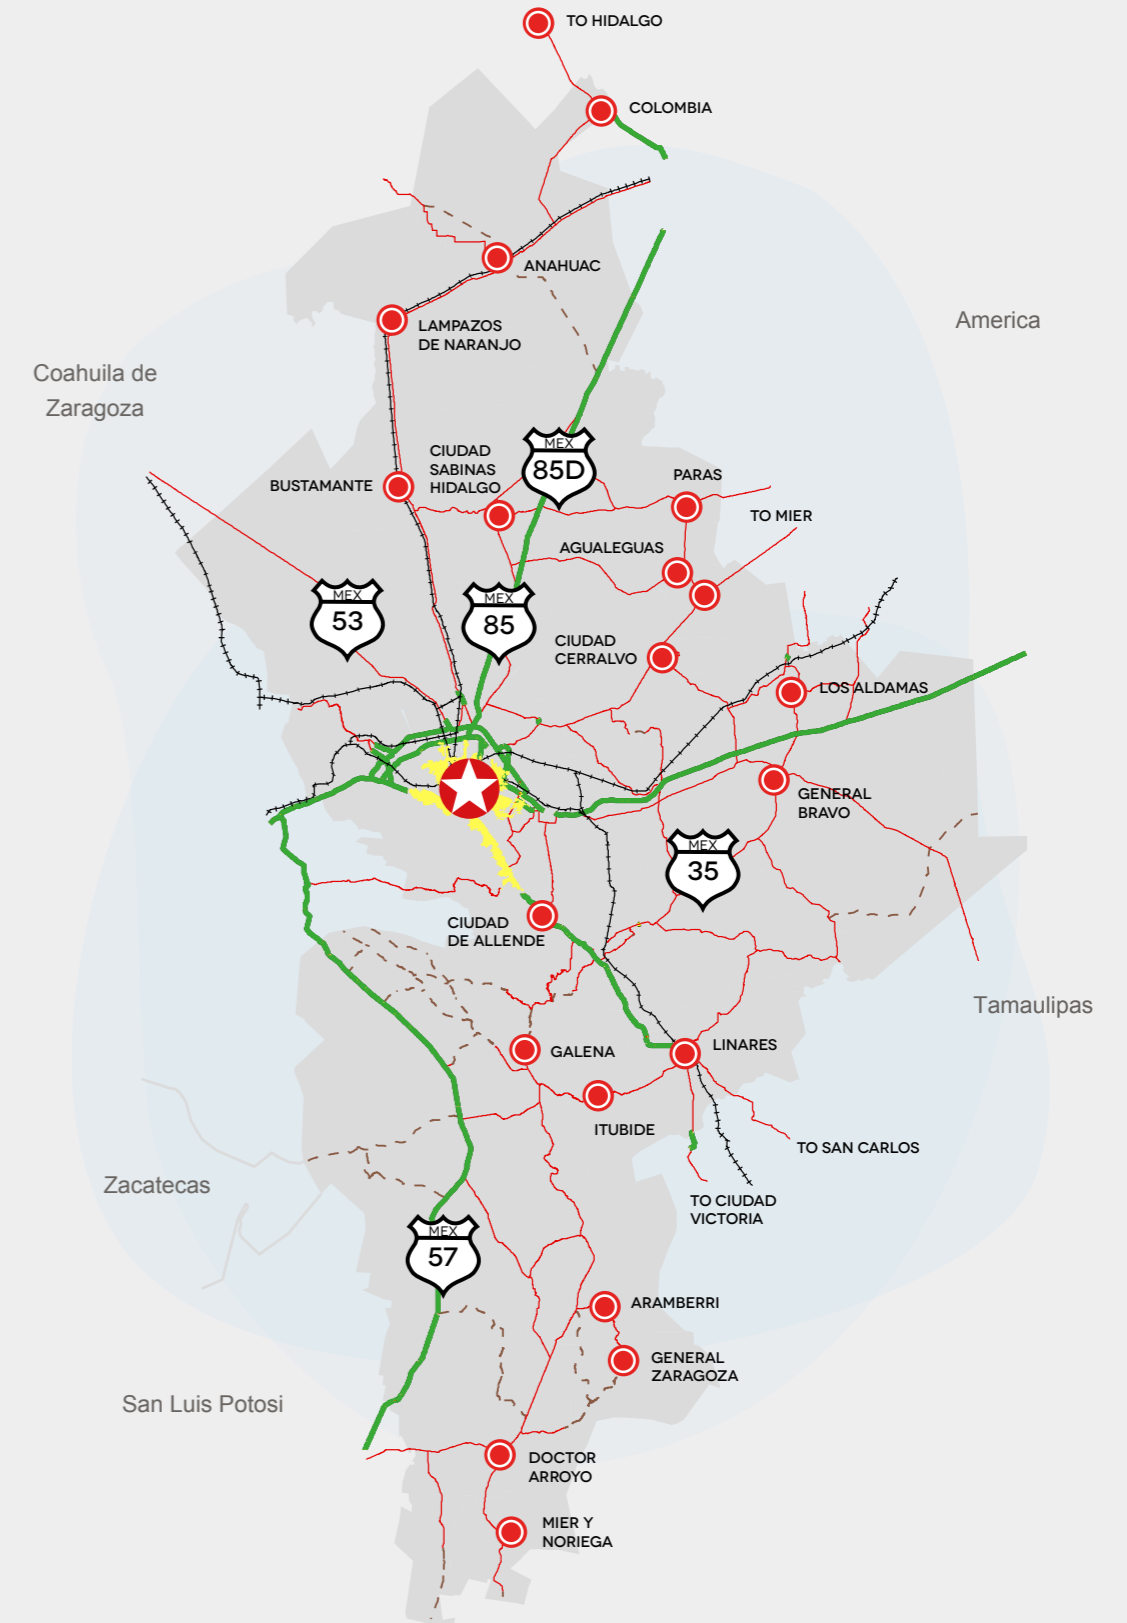 TO HIDALGO
COLOMBIA
ANAHUAC
America
LAMPAZOS
DE NARANJO
Coahuila de
Zaragoza
MEX
85D
CIUDAD
SABINAS
HIDALGO
BUSTAMANTE
PARAS
TO MIER
AGUALEGUAS
MEX
53
MEX
85
CIUDAD
CERRALVO
LOS ALDAMAS
GENERAL
BRAVO
MEX
35
CIUDAD
DE ALLENDE
Tamaulipas
GALENA
LINARES
ITUBIDE
TO SAN CARLOS
Zacatecas
TO CIUDAD
VICTORIA
MEX
57
ARAMBERRI
GENERAL
ZARAGOZA
San Luis Potosi
DOCTOR
ARROYO
MIER Y
NORIEGA